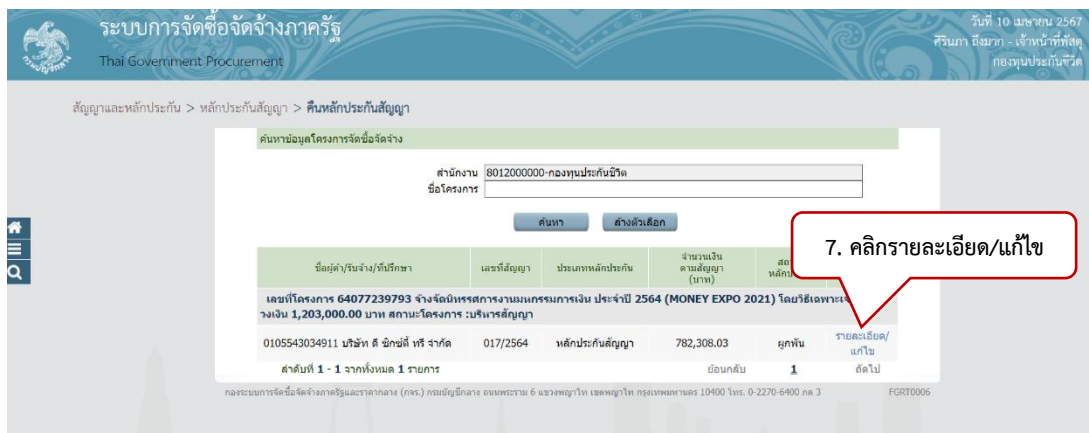 ระบบการจัดซื้อจัดจ้างภาครัฐ
Thai Government Procurement
กรมบัญชีกลาง
วันที่ 10 เมษายน 2567
ศิรินภา ถึงมาก - เจ้าหน้าที่พัสดุ
กองทุนประกันชีวิต
สัญญาและหลักประกัน > หลักประกันสัญญา > คืนหลักประกันสัญญา
ค้นหาข้อมูลโครงการจัดซื้อจัดจ้าง
สำนักงาน 8012000000-กองทุนประกันชีวิต
ชื่อโครงการ
ค้นหา ล้างตัวเลือก
7. คลิกรายละเอียด/แก้ไข
ชื่อผู้ค้า/รับจ้าง/ที่ปรึกษา เลขที่สัญญา ประเภทหลักประกัน จำนวนเงิน
ตามสัญญา
(บาท)
เลขที่โครงการ 64077239793 จ้างจัดนิทรรศการงานมหกรรมการเงิน ประจำปี 2564 (MONEY EXPO 2021) โดยวิธีเฉพาะเจ
วงเงิน 1,203,000.00 บาท สถานะโครงการ :บริหารสัญญา
0105543034911 บริษัท ดี ซิกซ์ตี้ ทรี จำกัด 017/2564 หลักประกันสัญญา 782,308.03 ผูกพัน รายละเอียด/
แก้ไข
ลำดับที่ 1 - 1 จากทั้งหมด 1 รายการ ย้อนกลับ 1 ถัดไป
กองระบบการจัดซื้อจัดจ้างภาครัฐและราคากลาง (กจร.) กรมบัญชีกลาง ถนนพระราม 6 แขวงพญาไท เขตพญาไท กรุงเทพมหานคร 10400 โทร. 0-2270-6400 กด 3 FGRT0006